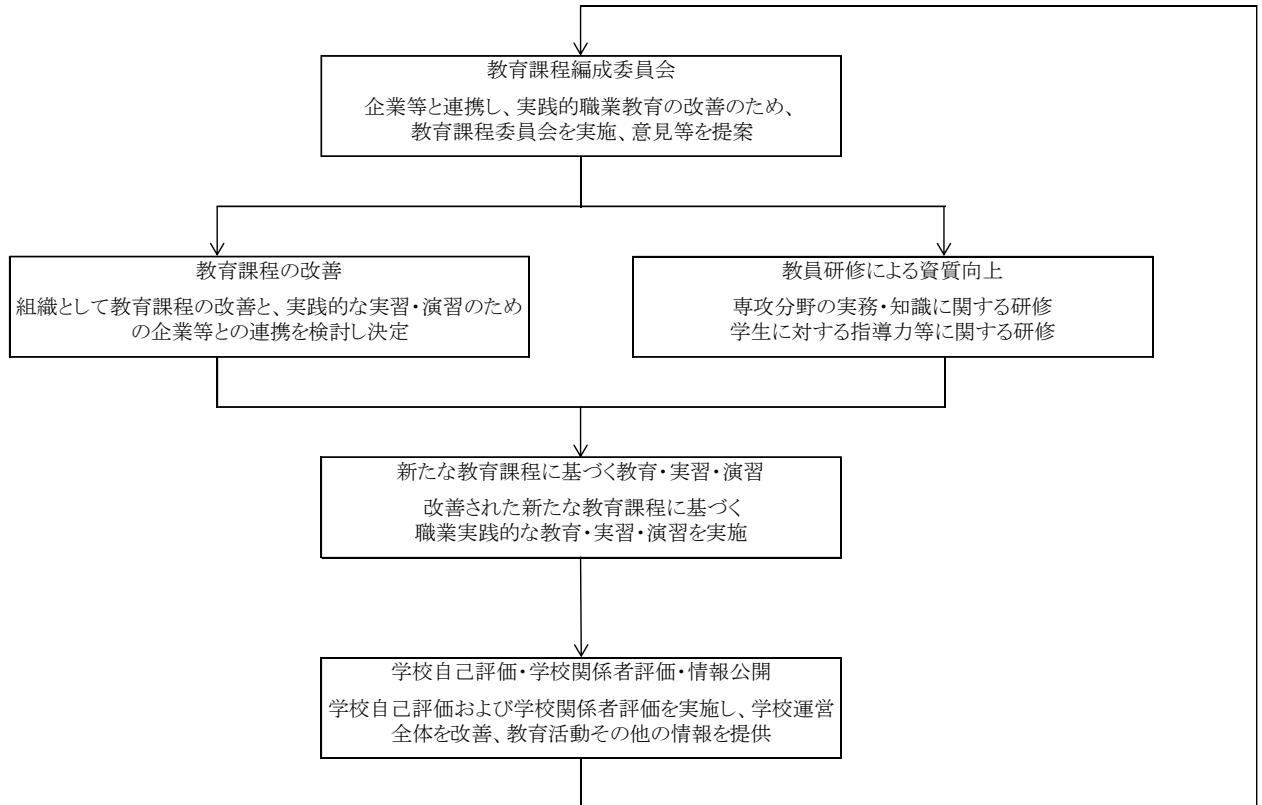 教育課程編成委員会
企業等と連携し、実践的職業教育の改善のため、
教育課程委員会を実施、意見等を提案
教育課程の改善
組織として教育課程の改善と、実践的な実習・演習のため
の企業等との連携を検討し決定
教員研修による資質向上
専攻分野の実務・知識に関する研修
学生に対する指導力等に関する研修
新たな教育課程に基づく教育・実習・演習
改善された新たな教育課程に基づく
職業実践的な教育・実習・演習を実施
学校自己評価・学校関係者評価・情報公開
学校自己評価および学校関係者評価を実施し、学校運営
全体を改善、教育活動その他の情報を提供